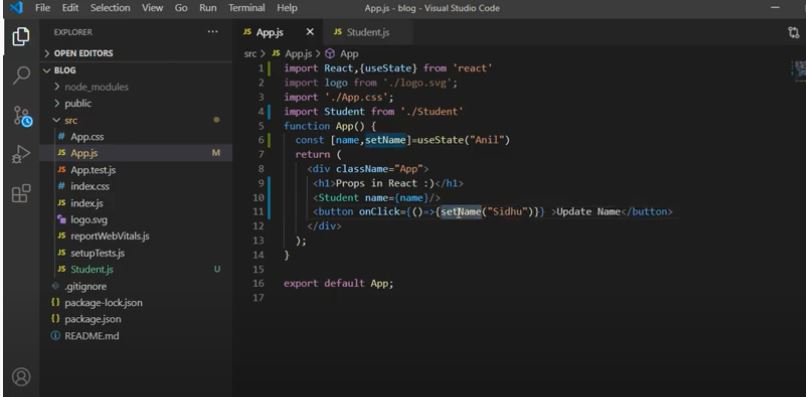 File Edit Selection View Go Run Terminal Help App.js - blog - Visual Studio Code
EXPLORER ...
JS App.js JS Student.js
OPEN EDITORS
src > JS App.js > App
BLOG
node_modules
public
src
# App.css
JS App.js M
JS App.test.js
# index.css
JS index.js
logo.svg
JS reportWebVitals.js
JS setupTests.js
JS Student.js U
.gitignore
{} package-lock.json
{} package.json
README.md
1 import React,{useState} from 'react'
2 import logo from './logo.svg';
3 import './App.css';
4 import Student from './Student'
5 function App() {
6 const [name,setName]=useState("Anil")
7 return (
8 <div className="App">
9 <h1>Props in React :)</h1>
10 <Student name={name}/>
11 <button onClick={()=>{setName("Sidhu")}} >Update Name</button>
12 </div>
13 );
14 }
15
16 export default App;
17